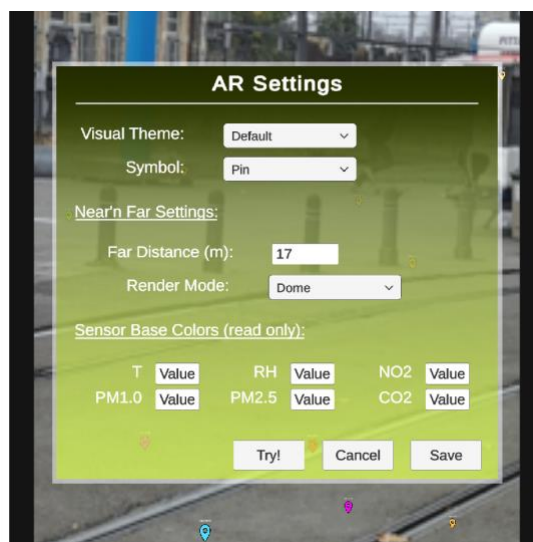 AR Settings
Visual Theme: Default
Symbol: Pin
Near'n Far Settings:
Far Distance (m): 17
Render Mode: Dome
Sensor Base Colors (read only):
T Value RH Value NO2 Value
PM1.0 Value PM2.5 Value CO2 Value
Try! Cancel Save